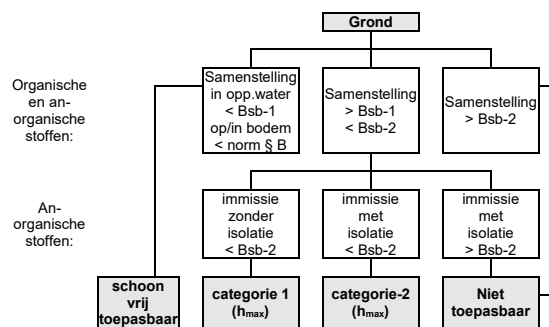 Grond
Organische
en an-
organische
stoffen:
Samenstelling
in opp.water
< Bsb-1
op/in bodem
< norm § B
Samenstelling
> Bsb-1
< Bsb-2
Samenstelling
> Bsb-2
An-
organische
stoffen:
immissie
zonder
isolatie
< Bsb-2
immissie
met
isolatie
< Bsb-2
immissie
met
isolatie
> Bsb-2
schoon
vrij
toepasbaar
categorie 1
(hmax)
categorie-2
(hmax)
Niet
toepasbaar